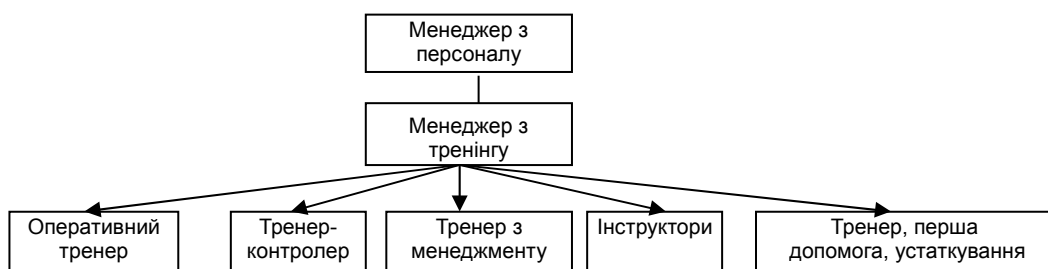 Менеджер з
персоналу
Менеджер з
тренінгу
Оперативний
тренер
Тренер-
контролер
Тренер з
менеджменту
Інструктори
Тренер, перша
допомога, устаткування